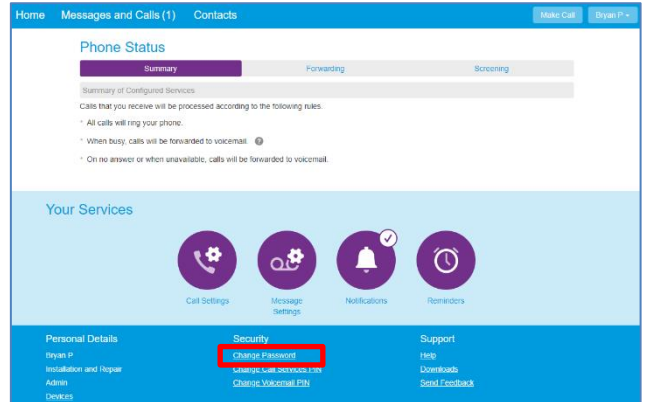 Home Messages and Calls (1) Contacts Make Call Bryan P
Phone Status
Summary Forwarding Screening
Summary of Configured Services
Calls that you receive will be processed according to the following rules.
* All calls will ring your phone.
* When busy, calls will be forwarded to voicemail. ?
* On no answer or when unavailable, calls will be forwarded to voicemail.
Your Services
Call Settings
Message
Settings
Notifications
Reminders
Personal Details
Bryan P
Installation and Repair
Admin
Devices
Security
Change Password
Change Call Services PIN
Change Voicemail PIN
Support
Help
Downloads
Send Feedback